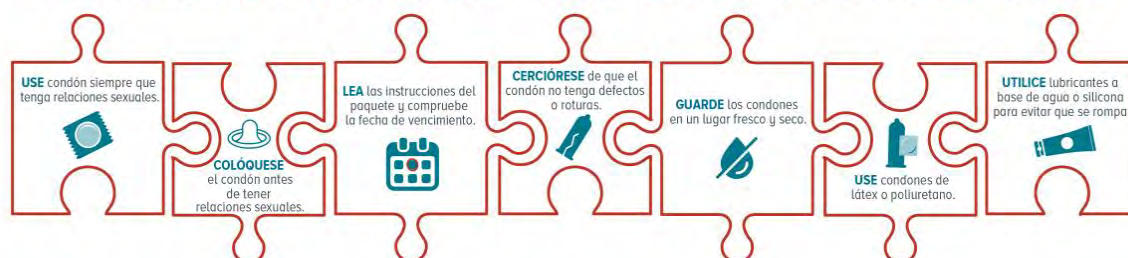 USE condón siempre que
tenga relaciones sexuales.
COLÓQUESE
el condón antes
de tener
relaciones sexuales.
LEA las instrucciones del
paquete y compruebe
la fecha de vencimiento.
CERCIÓRESE de que el
condón no tenga defectos
o roturas.
GUARDE los condones
en un lugar fresco y seco.
USE condones de
látex o poliuretano.
UTILICE lubricantes a
base de agua o silicona
para evitar que se rompa